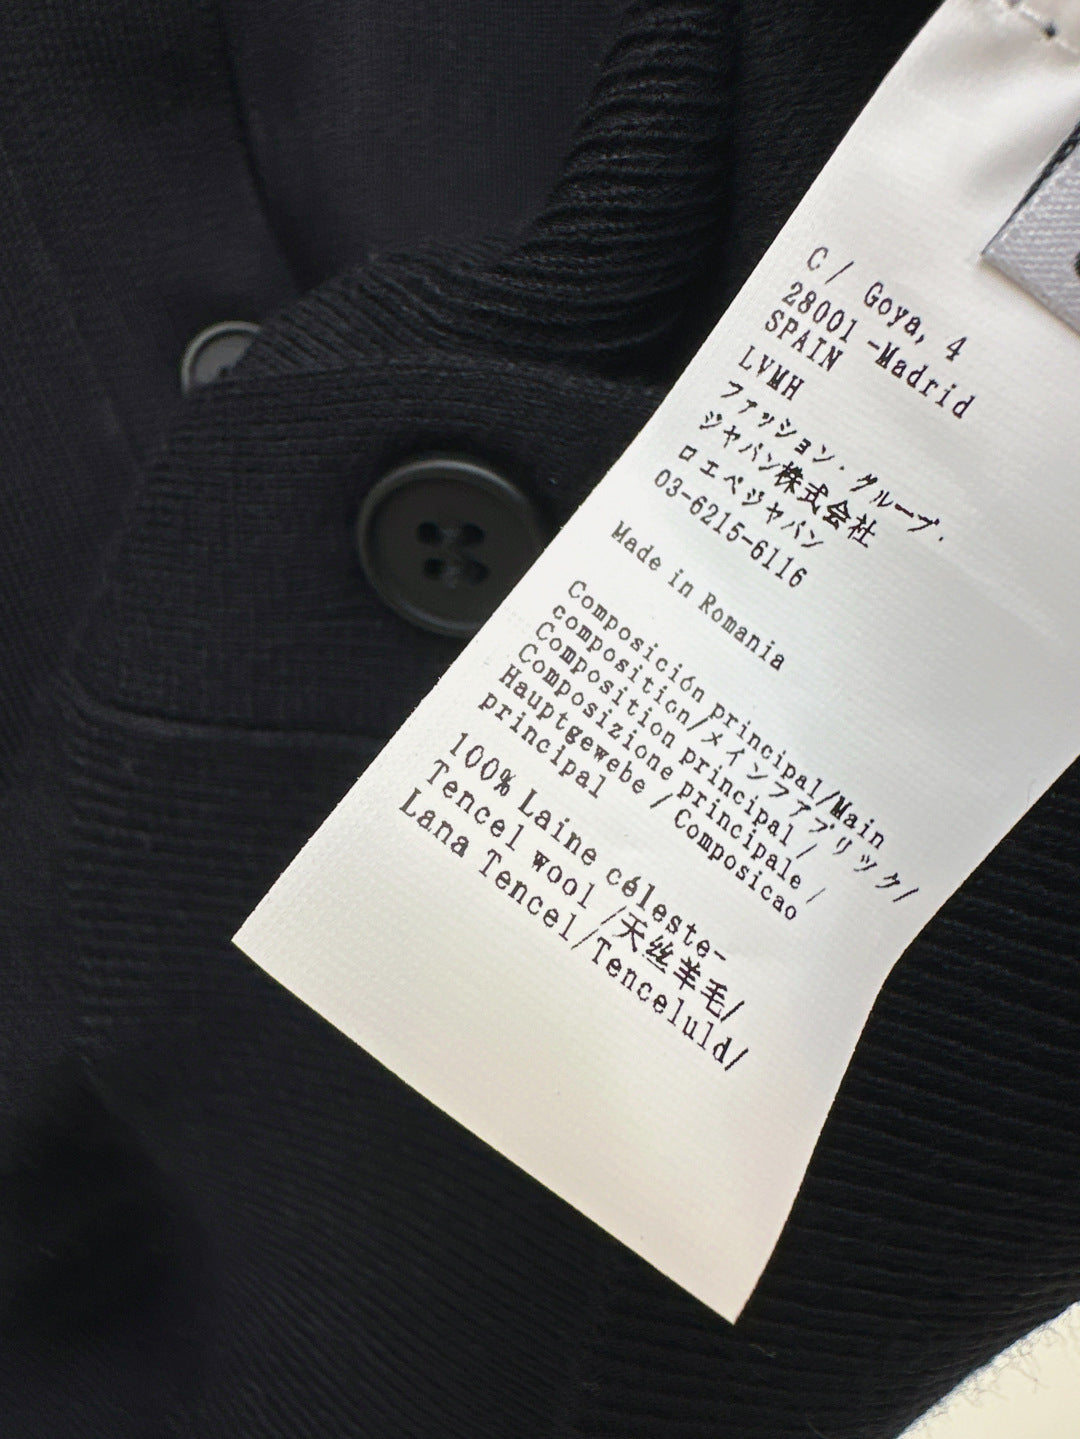 C/ Goya, 4
28001-Madrid
SPAIN
LVMH
ファッション・グループ・
ジャパン株式会社
ロエベジャパン
03-6215-6116
Made in Romania
Composición principal/Main
composition/メインファブリック/
Composition principal /
Composizione principale /
Hauptgewebe / Composicao
principal
100% Laine céleste-
Tencel wool /天丝羊毛/
Lana Tencel/Tenceluld/